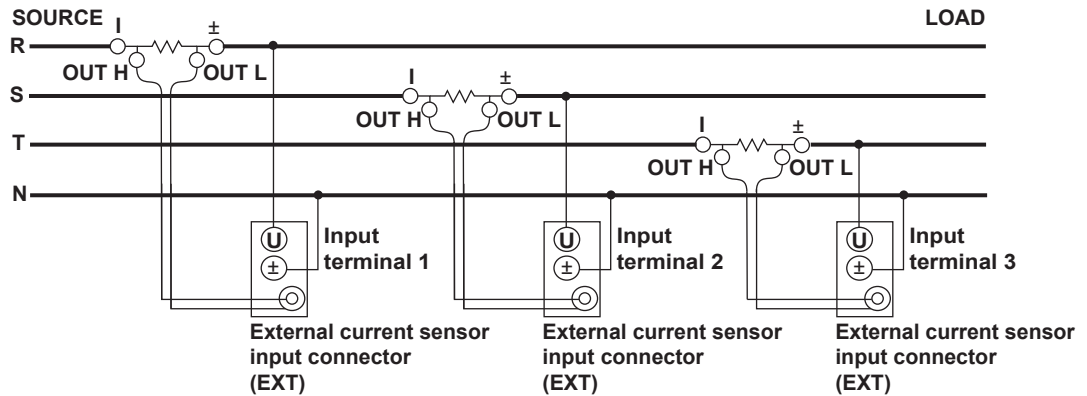 SOURCE
LOAD
I
±
R
OUT H
OUT L
I
±
S
OUT H
OUT L
I
±
T
OUT H
OUT L
N
U
±
Input
terminal 1
U
±
Input
terminal 2
U
±
Input
terminal 3
External current sensor
input connector
(EXT)
External current sensor
input connector
(EXT)
External current sensor
input connector
(EXT)